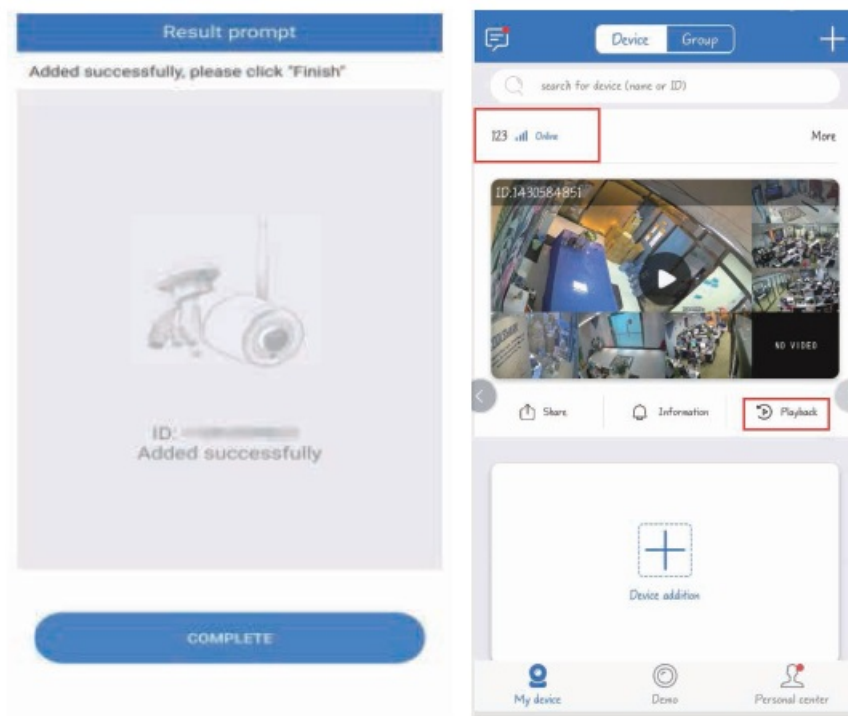 Result prompt
Added successfully, please click "Finish"
ID:
Added successfully
COMPLETE
Device Group
search for device (name or ID)
123 Online
More
ID:1430584851
NO VIDEO
Share
Information
Playback
Device addition
My device
Demo
Personal center